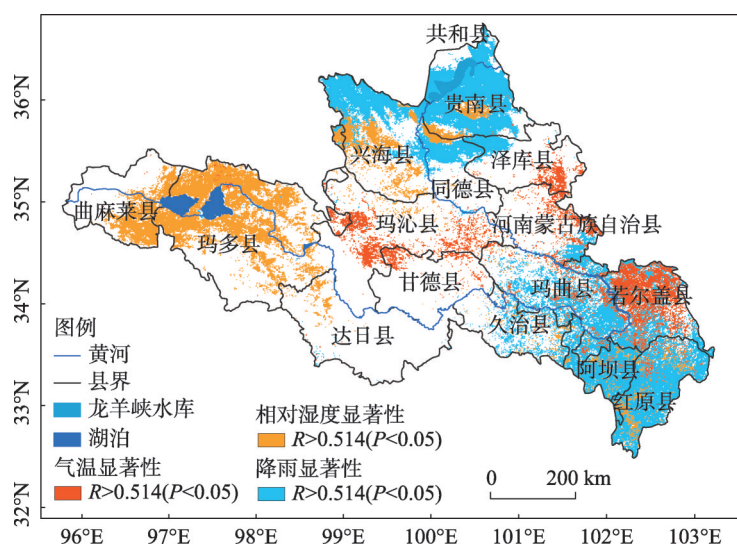 共和县
贵南县
兴海县
泽库县
同德县
曲麻莱县
玛多县
玛沁县
河南蒙古族自治县
甘德县
玛曲县
若尔盖县
达日县
久治县
阿坝县
红原县
图例
黄河
县界
龙羊峡水库
湖泊
气温显著性
R>0.514(P<0.05)
相对湿度显著性
R>0.514(P<0.05)
降雨显著性
R>0.514(P<0.05)
0 200 km
36°N
35°N
34°N
33°N
32°N
96°E 97°E 98°E 99°E 100°E 101°E 102°E 103°E